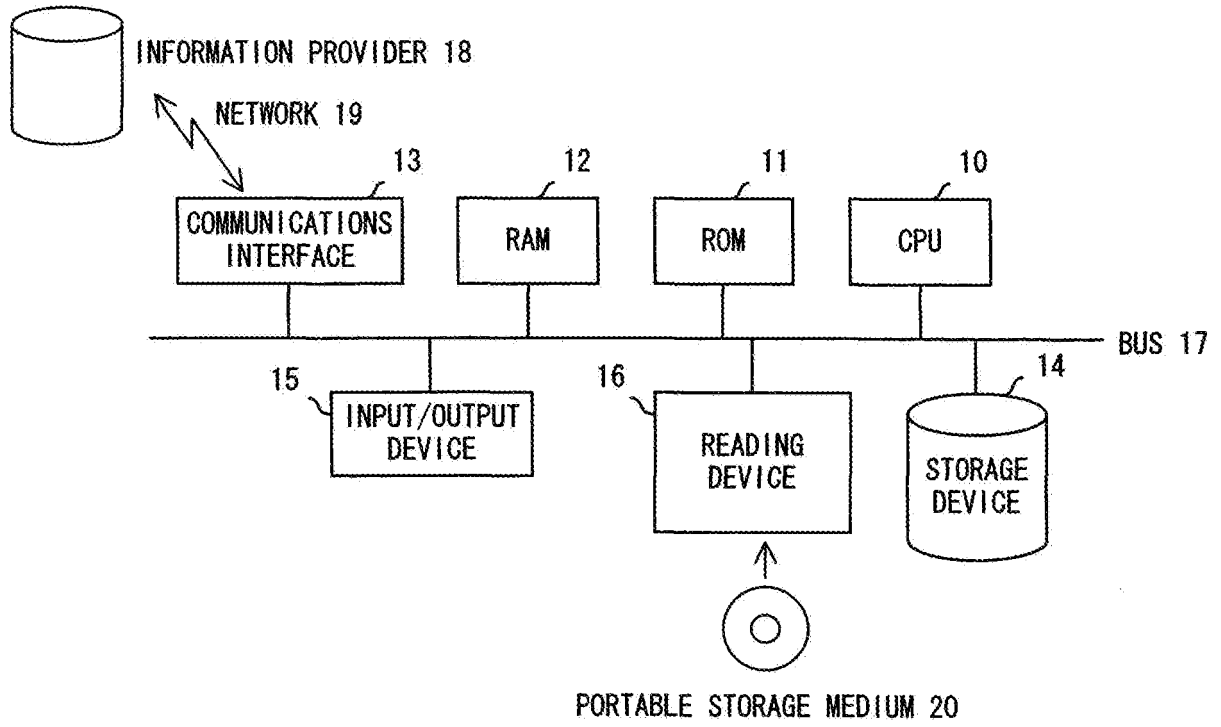 INFORMATION PROVIDER 18
NETWORK 19
13
12
11
10
COMMUNICATIONS
INTERFACE
RAM
ROM
CPU
BUS 17
15
16
14
INPUT/OUTPUT
DEVICE
READING
DEVICE
STORAGE
DEVICE
PORTABLE STORAGE MEDIUM 20